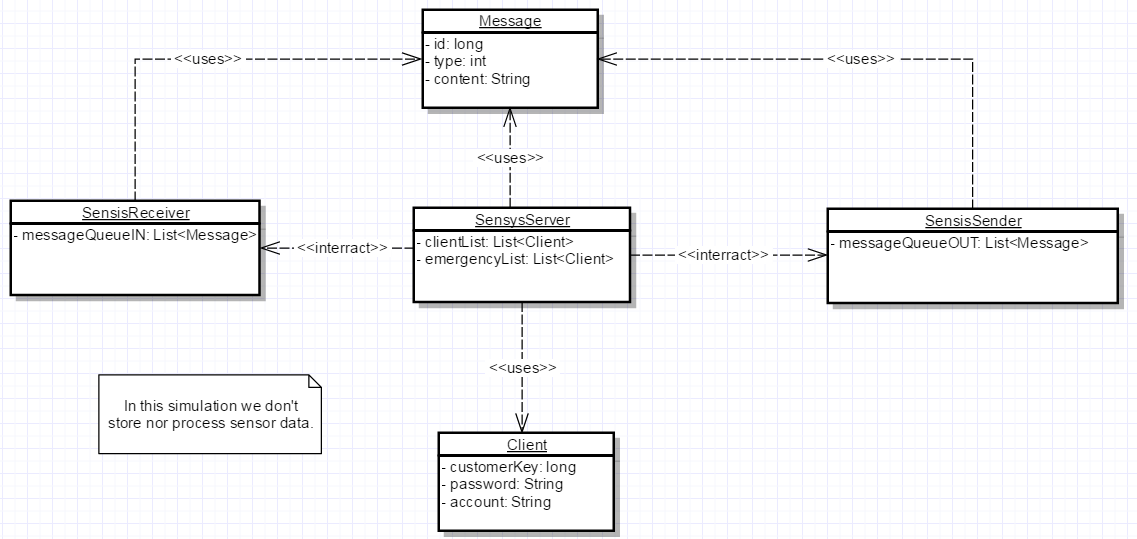 Message
- id: long
- type: int
- content: String
<<uses>>
<<uses>>
<<uses>>
SensisReceiver
- messageQueueIN: List<Message>
<<interract>>
SensysServer
- clientList: List<Client>
- emergencyList: List<Client>
<<interract>>
SensisSender
- messageQueueOUT: List<Message>
<<uses>>
In this simulation we don't
store nor process sensor data.
Client
- customerKey: long
- password: String
- account: String